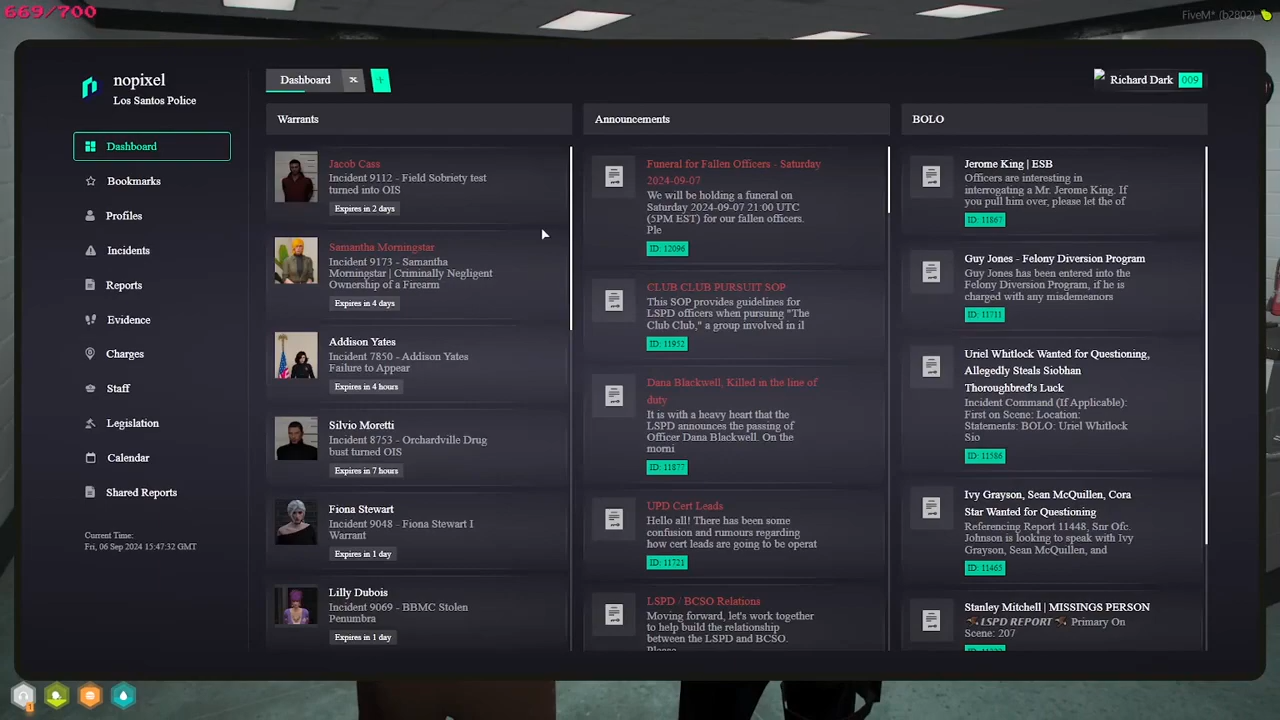 669/700
FiveM* (b2802)
nopixel
Los Santos Police
Dashboard
Bookmarks
Profiles
Incidents
Reports
Evidence
Charges
Staff
Legislation
Calendar
Shared Reports
Current Time:
Fri, 06 Sep 2024 15:47:32 GMT
Dashboard
+
Richard Dark 009
Warrants
Jacob Cass
Incident 9112 - Field Sobriety test
turned into OIS
Expires in 2 days
Samantha Morningstar
Incident 9173 - Samantha
Morningstar | Criminally Negligent
Ownership of a Firearm
Expires in 4 days
Addison Yates
Incident 7850 - Addison Yates
Failure to Appear
Expires in 4 hours
Silvio Moretti
Incident 8753 - Orchardville Drug
bust turned OIS
Expires in 7 hours
Fiona Stewart
Incident 9048 - Fiona Stewart I
Warrant
Expires in 1 day
Lilly Dubois
Incident 9069 - BBMC Stolen
Penumbra
Expires in 1 day
Announcements
Funeral for Fallen Officers - Saturday
2024-09-07
We will be holding a funeral on
Saturday 2024-09-07 21:00 UTC
(5PM EST) for our fallen officers.
Ple
ID: 12096
CLUB CLUB PURSUIT SOP
This SOP provides guidelines for
LSPD officers when pursuing "The
Club Club," a group involved in il
ID: 11952
Dana Blackwell, Killed in the line of
duty
It is with a heavy heart that the
LSPD announces the passing of
Officer Dana Blackwell. On the
morni
ID: 11877
UPD Cert Leads
Hello all! There has been some
confusion and rumours regarding
how cert leads are going to be operat
ID: 11721
LSPD / BCSO Relations
Moving forward, let's work together
to help build the relationship
between the LSPD and BCSO.
Please
BOLO
Jerome King | ESB
Officers are interesting in
interrogating a Mr. Jerome King. If
you pull him over, please let the of
ID: 11867
Guy Jones - Felony Diversion Program
Guy Jones has been entered into the
Felony Diversion Program, if he is
charged with any misdemeanors
ID: 11711
Uriel Whitlock Wanted for Questioning,
Allegedly Steals Siobhan
Thoroughbred's Luck
Incident Command (If Applicable):
First on Scene: Location:
Statements: BOLO: Uriel Whitlock
Sio
ID: 11586
Ivy Grayson, Sean McQuillen, Cora
Star Wanted for Questioning
Referencing Report 11448, Snr Ofc.
Johnson is looking to speak with Ivy
Grayson, Sean McQuillen, and
ID: 11465
Stanley Mitchell | MISSINGS PERSON
LSPD REPORT Primary On
Scene: 207